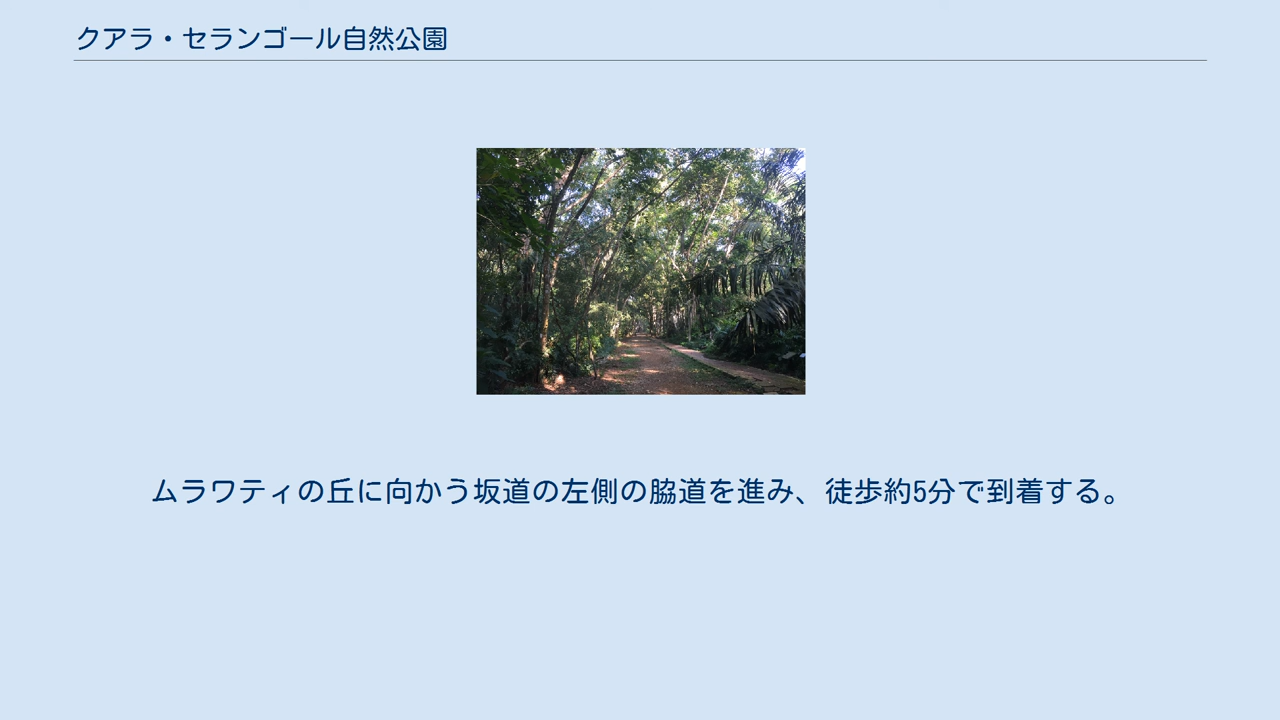 クアラ・セランゴール自然公園
ムラワティの丘に向かう坂道の左側の脇道を進み、徒歩約5分で到着する。